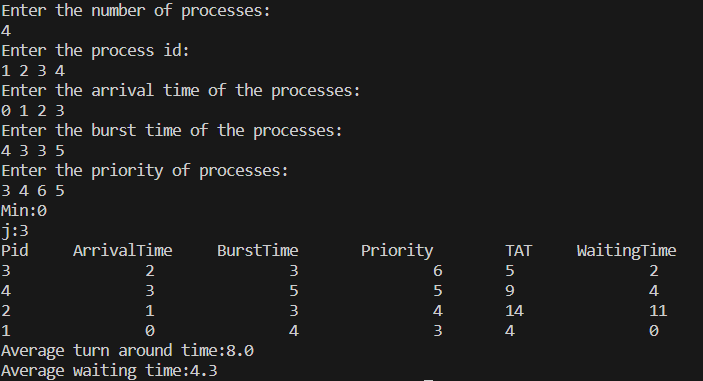 Enter the number of processes:
4
Enter the process id:
1 2 3 4
Enter the arrival time of the processes:
0 1 2 3
Enter the burst time of the processes:
4 3 3 5
Enter the priority of processes:
3 4 6 5
Min:0
j:3
Pid ArrivalTime BurstTime Priority TAT WaitingTime
3 2 3 6 5 2
4 3 5 5 9 4
2 1 3 4 14 11
1 0 4 3 4 0
Average turn around time:8.0
Average waiting time:4.3